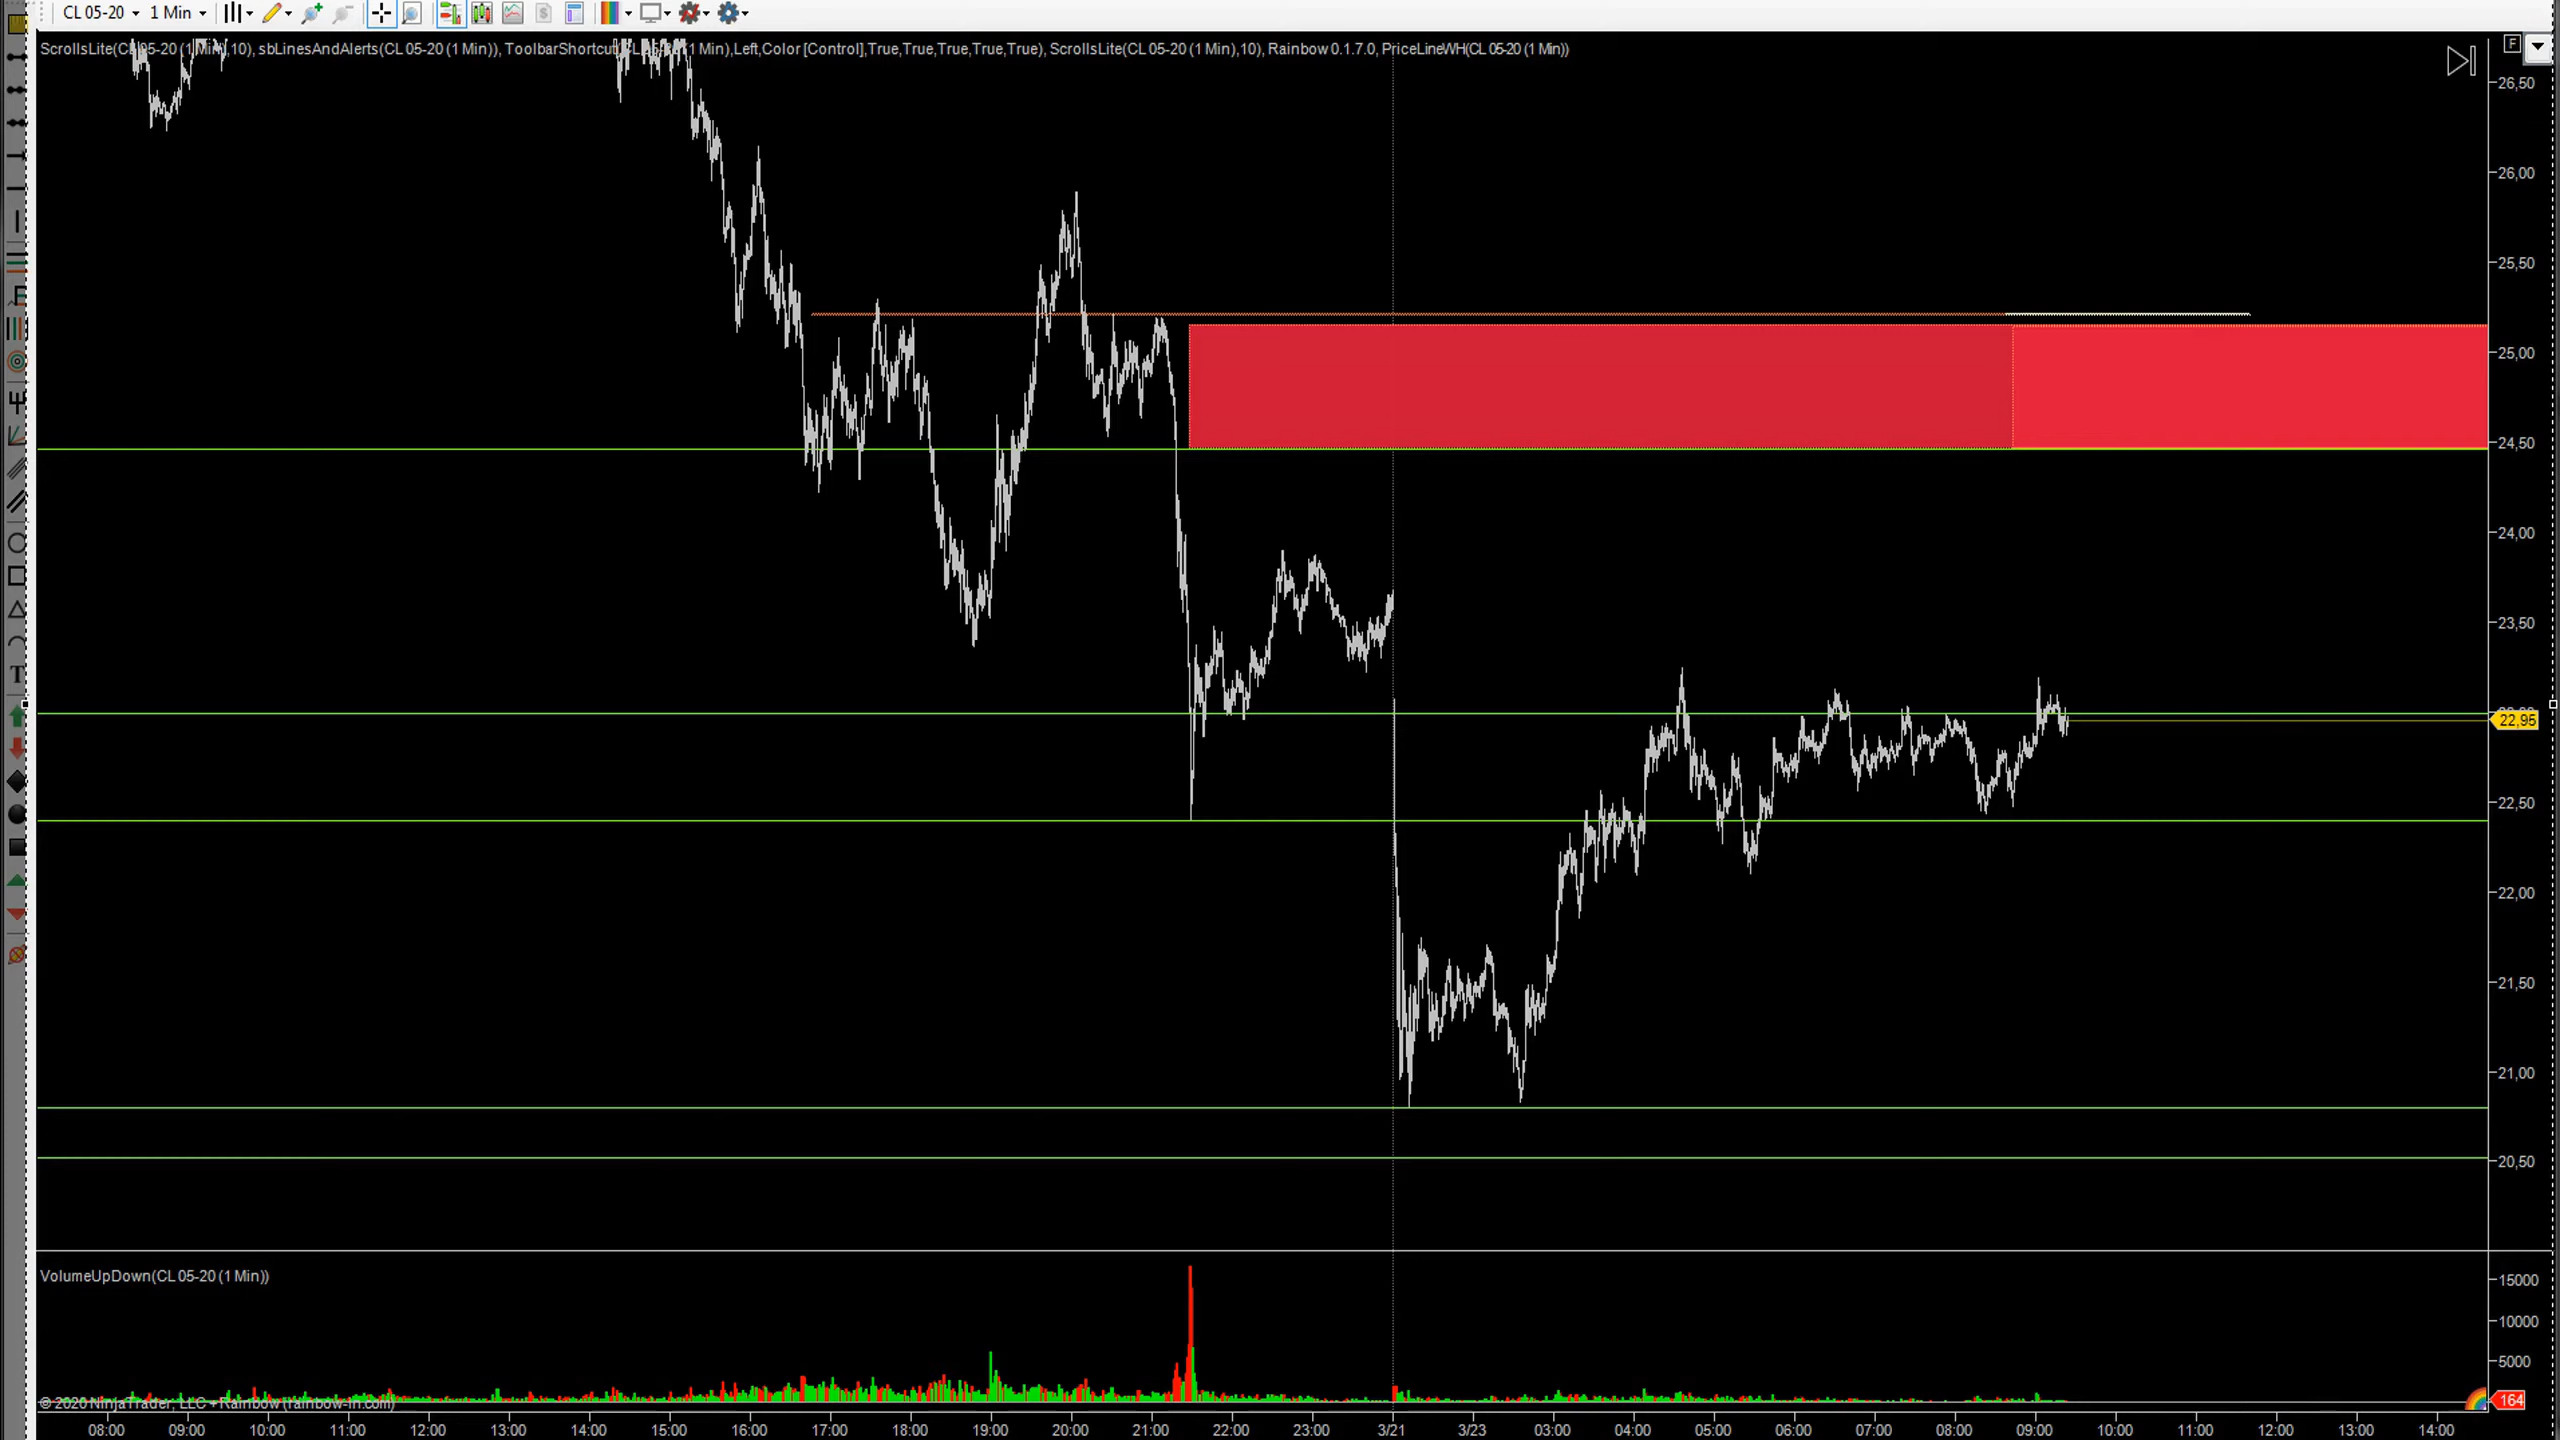 CL 05-20 1 Min
ScrollsLite(CL 05-20 (1 Min),10), sbLinesAndAlerts(CL 05-20 (1 Min)), ToolbarShortcut(CL 05-20 (1 Min),Left,Color [Control],True,True,True,True,True), ScrollsLite(CL 05-20 (1 Min),10), Rainbow 0.1.7.0, PriceLineWH(CL 05-20 (1 Min))
F
26,50
26,00
25,50
25,00
24,50
24,00
23,50
22,95
22,50
22,00
21,50
21,00
20,50
T
VolumeUpDown(CL 05-20 (1 Min))
15000
10000
5000
164
© 2020 NinjaTrader, LLC + Rainbow (rainbow-in.com)
08:00 09:00 10:00 11:00 12:00 13:00 14:00 15:00 16:00 17:00 18:00 19:00 20:00 21:00 22:00 23:00 3/21 3/23 03:00 04:00 05:00 06:00 07:00 08:00 09:00 10:00 11:00 12:00 13:00 14:00